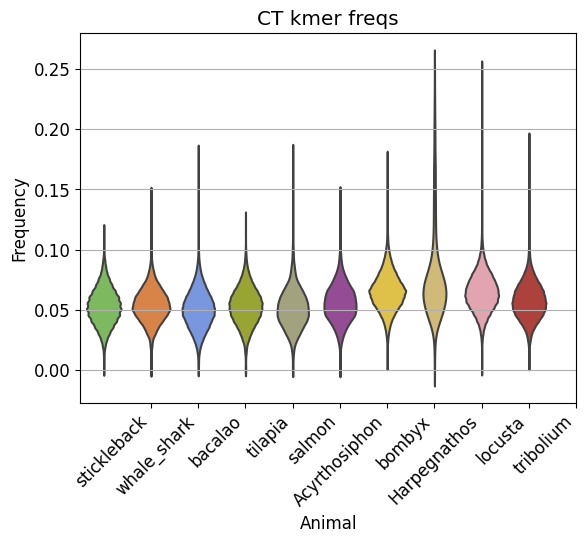 CT kmer freqs
Frequency
0.25
0.20
0.15
0.10
0.05
0.00
stickleback
whale_shark
bacalao
tilapia
salmon
Acyrthosiphon
bombyx
Harpegnathos
locusta
tribolium
Animal